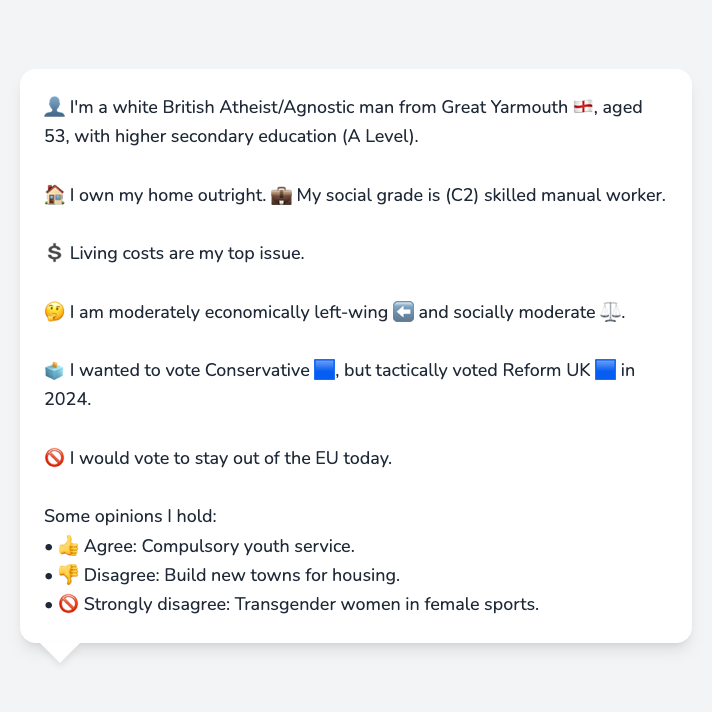 👤 I'm a white British Atheist/Agnostic man from Great Yarmouth 🏴󠁧󠁢󠁥󠁮󠁧󠁿, aged
53, with higher secondary education (A Level).
🏠 I own my home outright. 💼 My social grade is (C2) skilled manual worker.
💲 Living costs are my top issue.
🤔 I am moderately economically left-wing ⬅️ and socially moderate ⚖️.
🗳️ I wanted to vote Conservative 🟦, but tactically voted Reform UK 🟦 in
2024.
🚫 I would vote to stay out of the EU today.
Some opinions I hold:
• 👍 Agree: Compulsory youth service.
• 👎 Disagree: Build new towns for housing.
• 🚫 Strongly disagree: Transgender women in female sports.